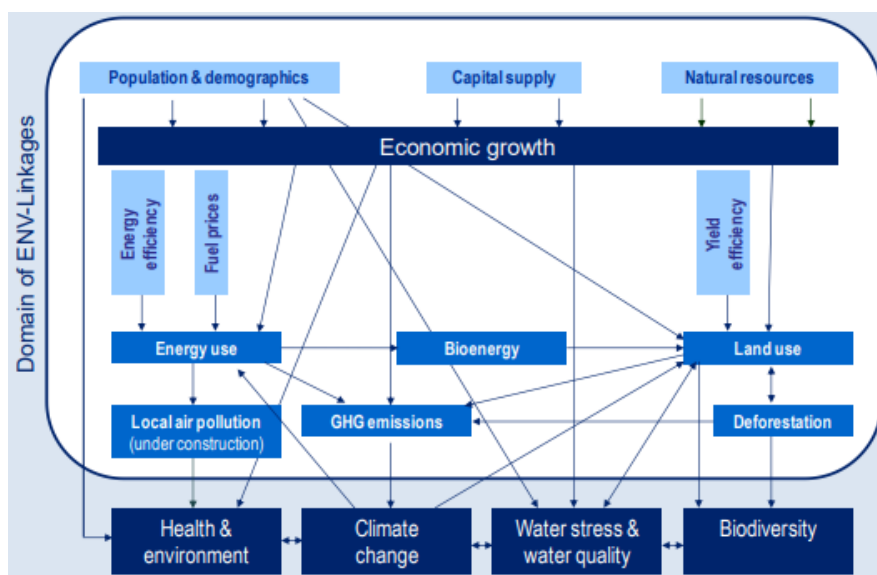 Domain of ENV-Linkages
Population & demographics
Capital supply
Natural resources
Economic growth
Energy
efficiency
Fuel prices
Yield
efficiency
Energy use
Bioenergy
Land use
Local air pollution
(under construction)
GHG emissions
Deforestation
Health &
environment
Climate
change
Water stress &
water quality
Biodiversity